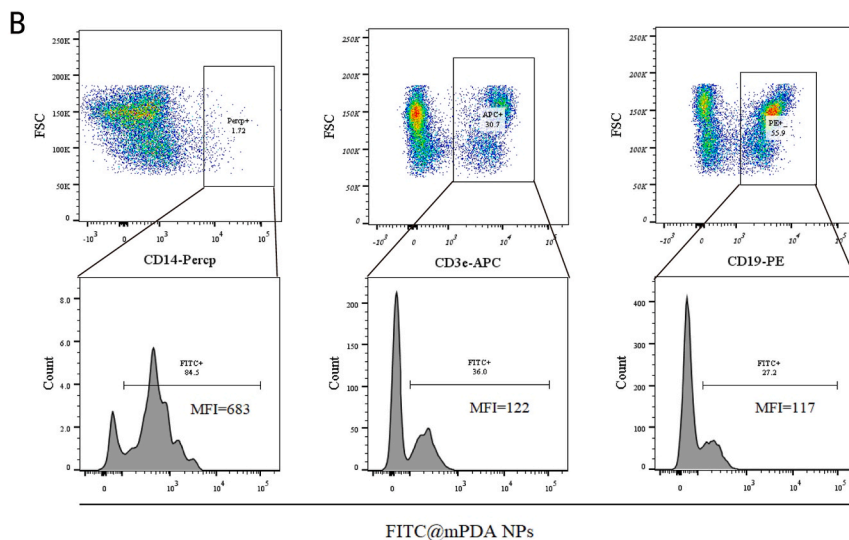 B
250K
200K
150K
100K
50K
0
FSC
Percp+
1.72
-10³ 0 10³ 10⁴ 10⁵
CD14-Percp
250K
200K
150K
100K
50K
0
FSC
APC+
30.7
-10³ 0 10³ 10⁴ 10⁵
CD3e-APC
250K
200K
150K
100K
50K
0
FSC
PE+
55.9
-10³ 0 10³ 10⁴ 10⁵
CD19-PE
8.0
6.0
4.0
2.0
0
Count
FITC+
84.5
MFI=683
0 10³ 10⁴ 10⁵
200
150
100
50
0
Count
FITC+
36.0
MFI=122
0 10³ 10⁴ 10⁵
400
300
200
100
0
Count
FITC+
27.2
MFI=117
0 10³ 10⁴ 10⁵
FITC@mPDA NPs